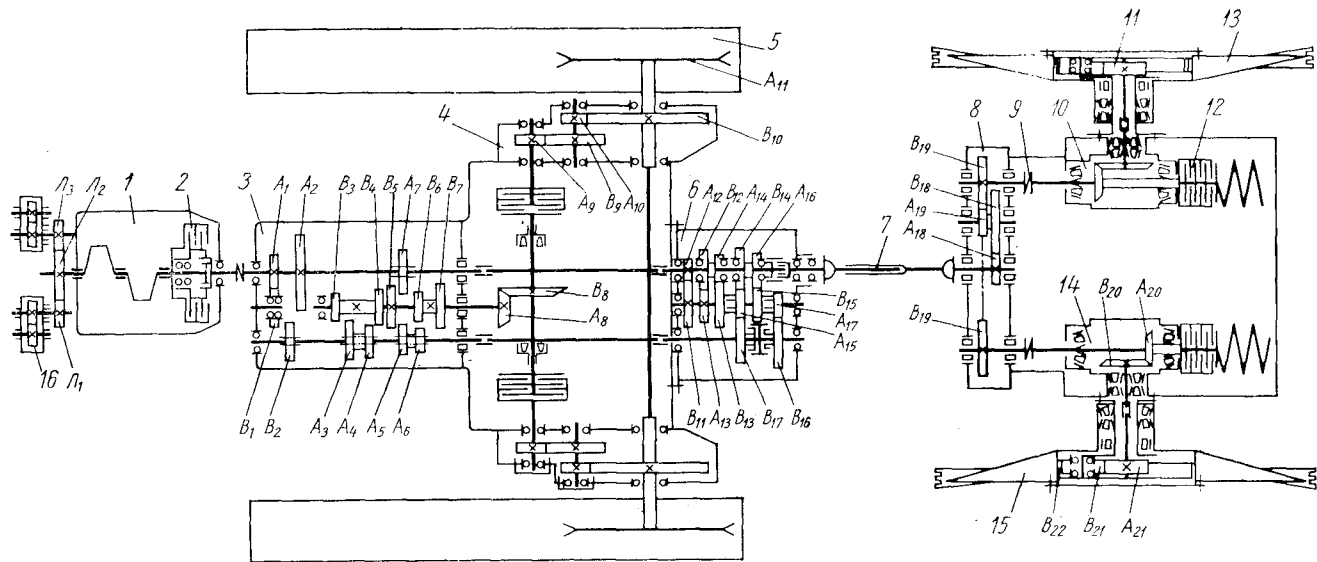 5
11
13
A₁₁
4
B₁₀
8
9
10
12
Л₃
Л₂
1
2
3
A₁
A₂
B₃
B₄
B₅
A₇
B₆
B₇
A₉
B₉
A₁₀
6
A₁₂
B₁₂
A₁₄
B₁₄
A₁₆
7
B₁₉
B₁₈
A₁₉
A₁₈
B₈
A₈
B₁₅
A₁₇
A₁₅
B₁₉
14
B₂₀
A₂₀
16
Л₁
B₁
B₂
A₃
A₄
A₅
A₆
B₁₁
A₁₃
B₁₃
B₁₇
B₁₆
15
B₂₂
B₂₁
A₂₁